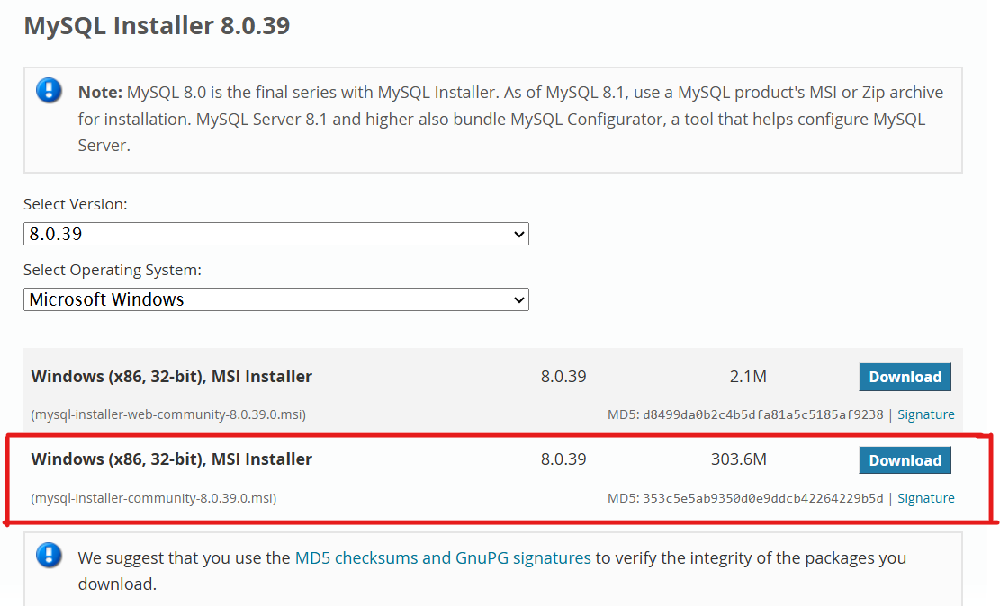 MySQL Installer 8.0.39
Note: MySQL 8.0 is the final series with MySQL Installer. As of MySQL 8.1, use a MySQL product's MSI or Zip archive
for installation. MySQL Server 8.1 and higher also bundle MySQL Configurator, a tool that helps configure MySQL
Server.
Select Version:
8.0.39
Select Operating System:
Microsoft Windows
Windows (x86, 32-bit), MSI Installer 8.0.39 2.1M Download
(mysql-installer-web-community-8.0.39.0.msi) MD5: d8499da0b2c4b5dfa81a5c5185af9238 | Signature
Windows (x86, 32-bit), MSI Installer 8.0.39 303.6M Download
(mysql-installer-community-8.0.39.0.msi) MD5: 353c5e5ab9350d0e9ddcb42264229b5d | Signature
We suggest that you use the MD5 checksums and GnuPG signatures to verify the integrity of the packages you
download.